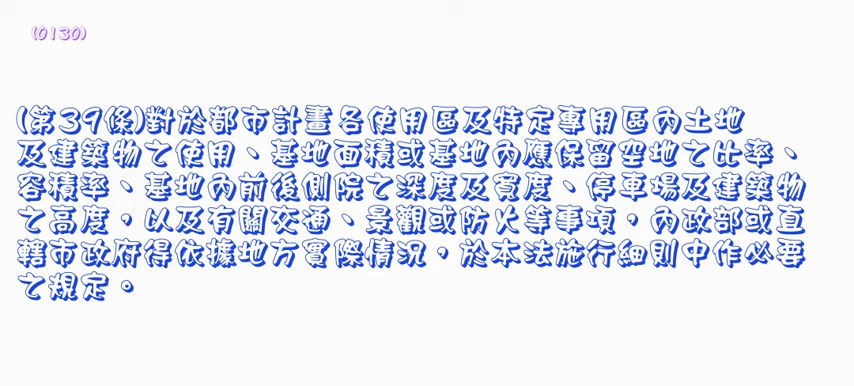 (0130)
(第39條)對於都市計畫各使用區及特定專用區內土地
及建築物之使用、基地面積或基地內應保留空地之比率、
容積率、基地內前後側院之深度及寬度、停車場及建築物
之高度,以及有關交通、景觀或防火等事項,內政部或直
轄市政府得依據地方實際情況,於本法施行細則中作必要
之規定。